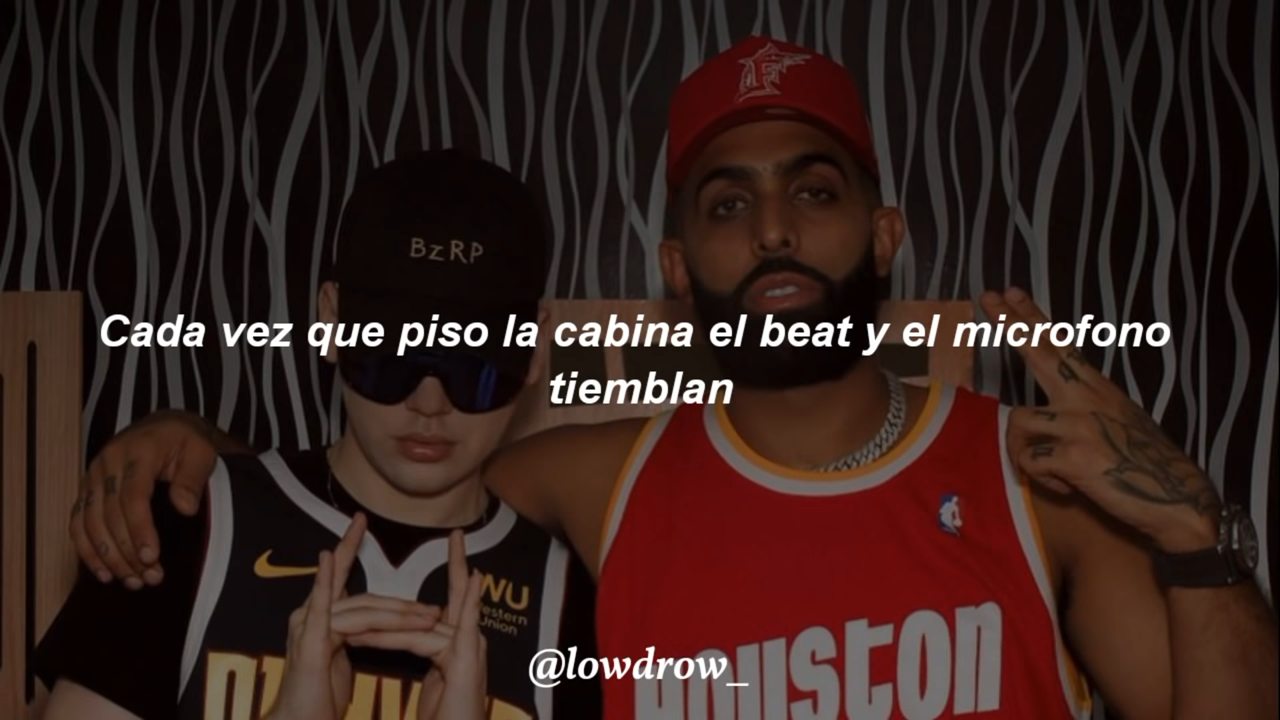 BzRP
Cada vez que piso la cabina el beat y el microfono
tiemblan
WU
Western
Union
@lowdrow_
HOUSTON